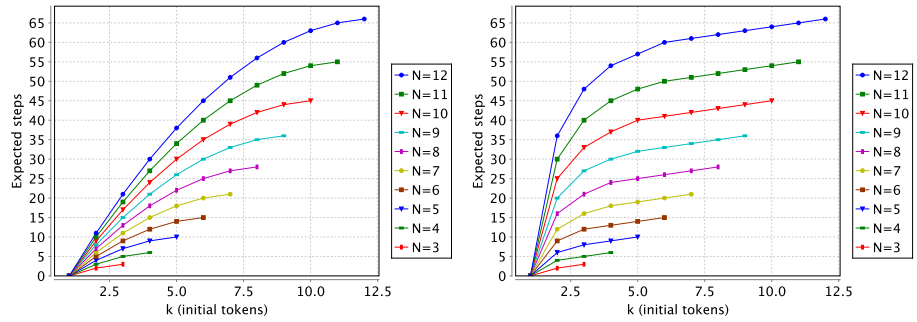 65
60
55
50
45
40
35
30
25
20
15
10
5
0
Expected steps
2.5 5.0 7.5 10.0 12.5
k (initial tokens)
N=12
N=11
N=10
N=9
N=8
N=7
N=6
N=5
N=4
N=3
65
60
55
50
45
40
35
30
25
20
15
10
5
0
Expected steps
2.5 5.0 7.5 10.0 12.5
k (initial tokens)
N=12
N=11
N=10
N=9
N=8
N=7
N=6
N=5
N=4
N=3